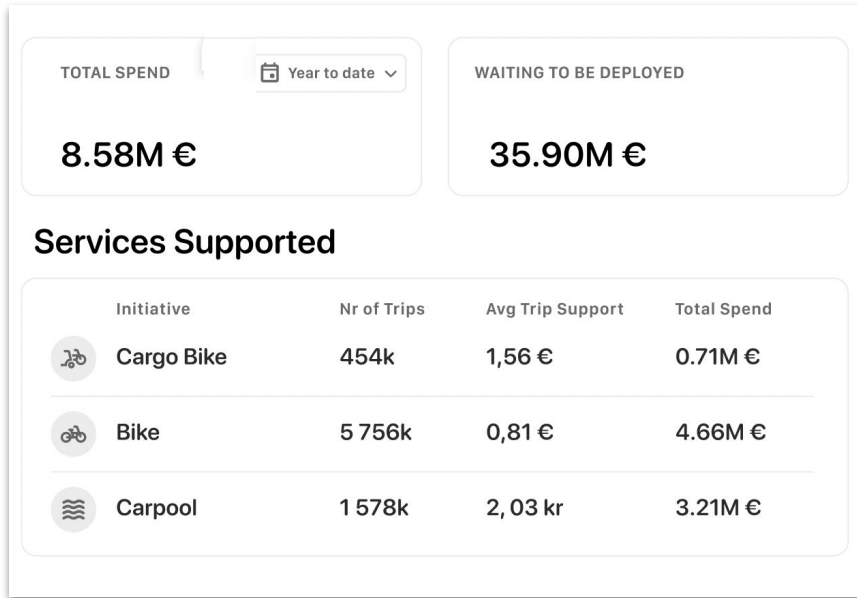 TOTAL SPEND
Year to date
8.58M €
WAITING TO BE DEPLOYED
35.90M €
Services Supported
Initiative Nr of Trips Avg Trip Support Total Spend
Cargo Bike 454k 1,56 € 0.71M €
Bike 5 756k 0,81 € 4.66M €
Carpool 1 578k 2, 03 kr 3.21M €